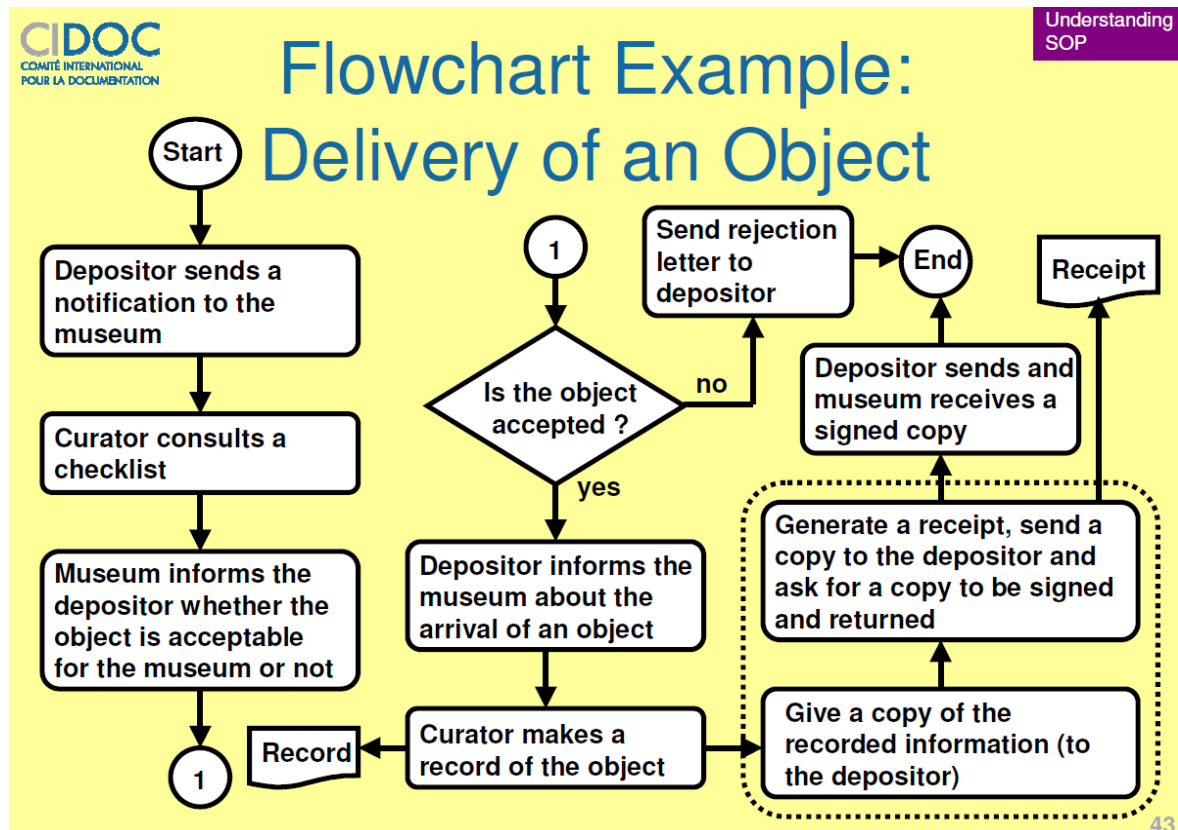 CIDOC
COMITÉ INTERNATIONAL
POUR LA DOCUMENTATION
Understanding
SOP
Flowchart Example:
Delivery of an Object
Start
Depositor sends a
notification to the
museum
Curator consults a
checklist
Museum informs the
depositor whether the
object is acceptable
for the museum or not
1
1
Is the object
accepted ?
no
Send rejection
letter to
depositor
End
yes
Depositor informs the
museum about the
arrival of an object
Curator makes a
record of the object
Record
Give a copy of the
recorded information (to
the depositor)
Generate a receipt, send a
copy to the depositor and
ask for a copy to be signed
and returned
Receipt
Depositor sends and
museum receives a
signed copy
43